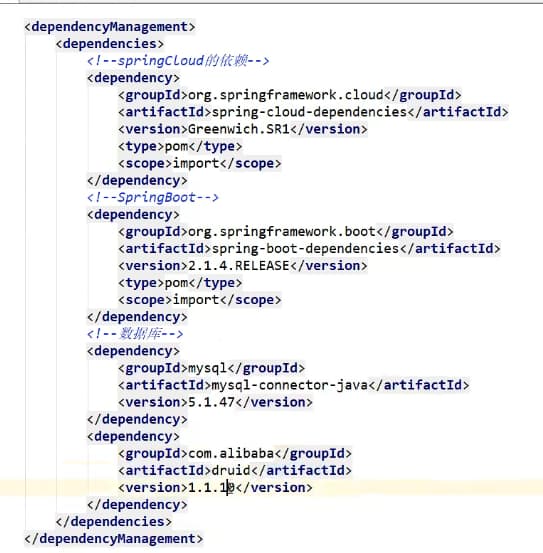 <dependencyManagement>
<dependencies>
<!--springCloud的依赖-->
<dependency>
<groupId>org.springframework.cloud</groupId>
<artifactId>spring-cloud-dependencies</artifactId>
<version>Greenwich.SR1</version>
<type>pom</type>
<scope>import</scope>
</dependency>
<!--SpringBoot-->
<dependency>
<groupId>org.springframework.boot</groupId>
<artifactId>spring-boot-dependencies</artifactId>
<version>2.1.4.RELEASE</version>
<type>pom</type>
<scope>import</scope>
</dependency>
<!--数据库-->
<dependency>
<groupId>mysql</groupId>
<artifactId>mysql-connector-java</artifactId>
<version>5.1.47</version>
</dependency>
<dependency>
<groupId>com.alibaba</groupId>
<artifactId>druid</artifactId>
<version>1.1.10</version>
</dependency>
</dependencies>
</dependencyManagement>